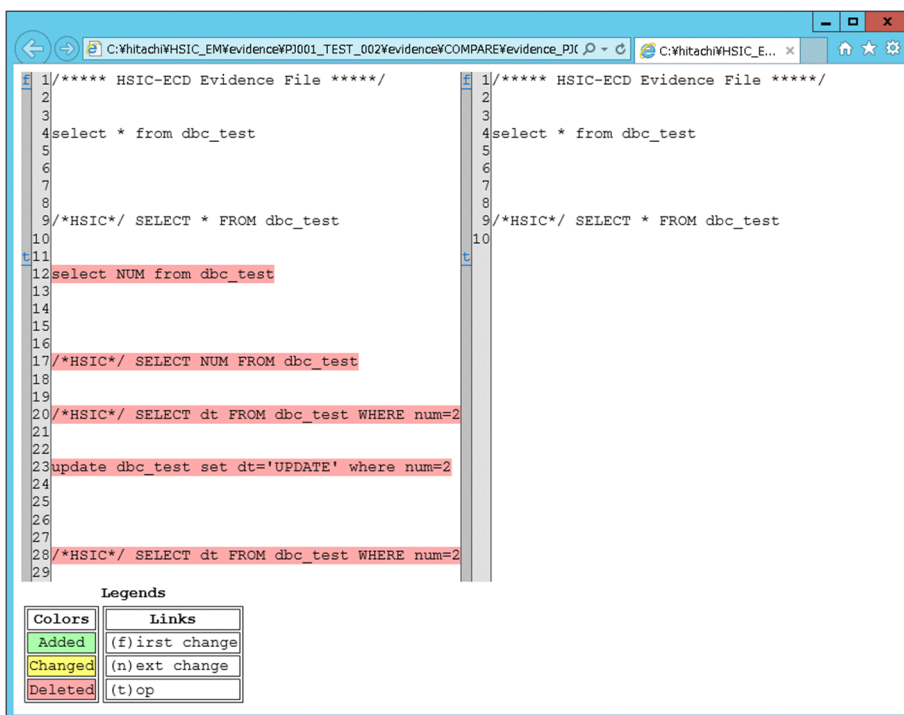 C:¥hitachi¥HSIC_EM¥evidence¥PJ001_TEST_002¥evidence¥COMPARE¥evidence_PJ(
C:¥hitachi¥HSIC_E...
f 1 /***** HSIC-ECD Evidence File *****/
2
3
4 select * from dbc_test
5
6
7
8
9 /*HSIC*/ SELECT * FROM dbc_test
10
t 11
12 select NUM from dbc_test
13
14
15
16
17 /*HSIC*/ SELECT NUM FROM dbc_test
18
19
20 /*HSIC*/ SELECT dt FROM dbc_test WHERE num=2
21
22
23 update dbc_test set dt='UPDATE' where num=2
24
25
26
27
28 /*HSIC*/ SELECT dt FROM dbc_test WHERE num=2
29
f 1 /***** HSIC-ECD Evidence File *****/
2
3
4 select * from dbc_test
5
6
7
8
9 /*HSIC*/ SELECT * FROM dbc_test
10
t
Legends
Colors
Added
Changed
Deleted
Links
(f)irst change
(n)ext change
(t)op